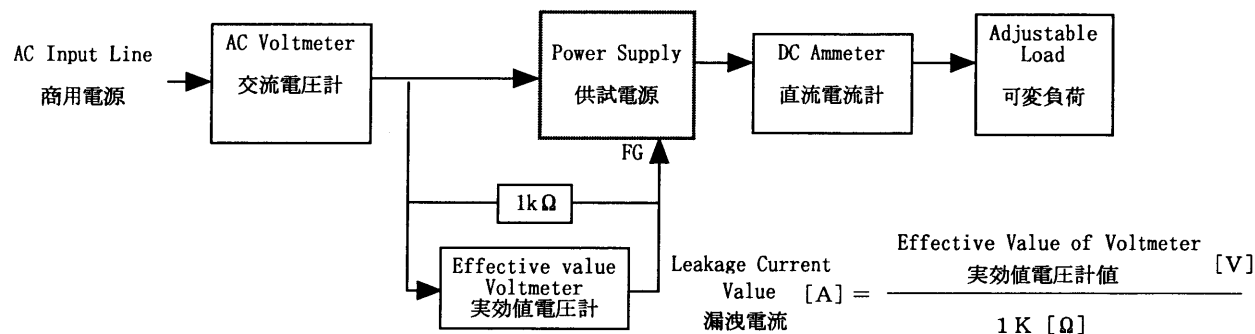 AC Input Line
商用電源
AC Voltmeter
交流電圧計
Power Supply
供試電源
DC Ammeter
直流電流計
Adjustable
Load
可変負荷
FG
1kΩ
Effective value
Voltmeter
実効値電圧計
Leakage Current
Value [A] =
漏洩電流
Effective Value of Voltmeter
実効値電圧計値 [V]
1K [Ω]